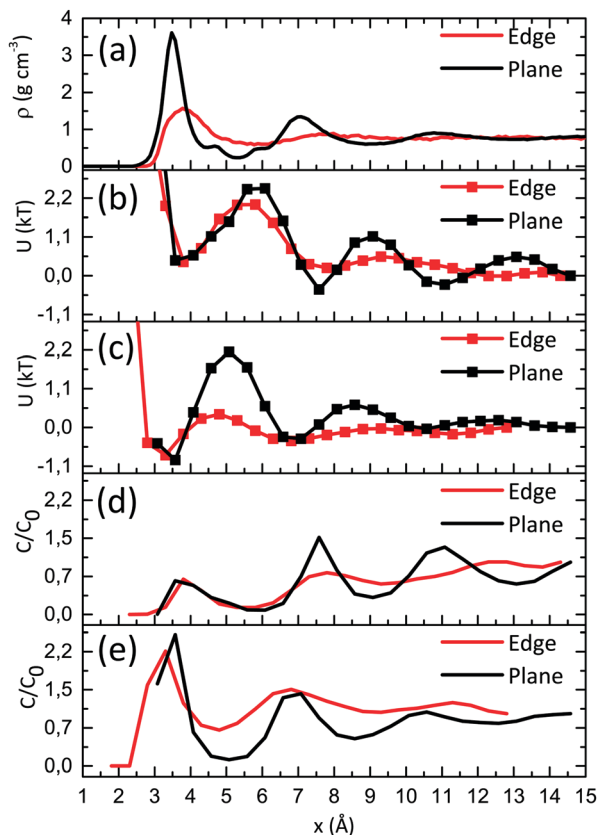 (a)
Edge
Plane
ρ (g cm⁻³)
4
3
2
1
0
(b)
Edge
Plane
U (kT)
2,2
1,1
0,0
-1,1
(c)
Edge
Plane
U (kT)
2,2
1,1
0,0
-1,1
(d)
Edge
Plane
C/C₀
2,2
1,5
0,7
0,0
(e)
Edge
Plane
C/C₀
2,2
1,5
0,7
0,0
1 2 3 4 5 6 7 8 9 10 11 12 13 14 15
x (Å)